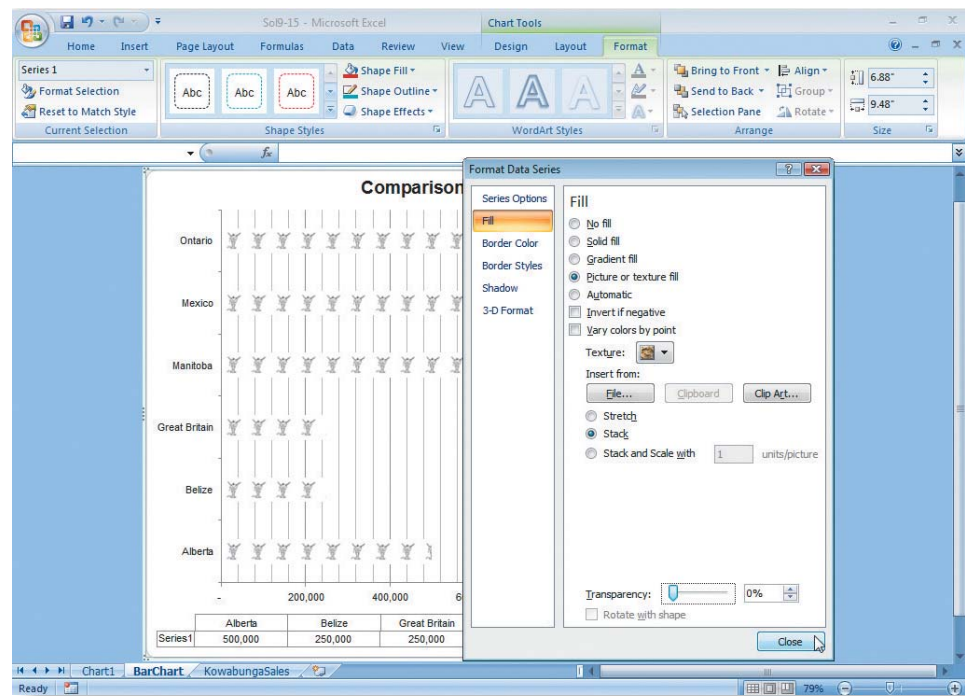 Sol9-15 - Microsoft Excel
Chart Tools
Home Insert Page Layout Formulas Data Review View Design Layout Format
Series 1
Format Selection
Reset to Match Style
Current Selection
Abc Abc Abc
Shape Fill
Shape Outline
Shape Effects
Shape Styles
A A A
WordArt Styles
Bring to Front
Send to Back
Selection Pane
Align
Group
Rotate
Arrange
6.88"
9.48"
Size
fx
Comparison
Ontario
Mexico
Manitoba
Great Britain
Belize
Alberta
- 200,000 400,000 6
Alberta Belize Great Britain
Series1 500,000 250,000 250,000
Format Data Series
Series Options
Fill
Border Color
Border Styles
Shadow
3-D Format
Fill
No fill
Solid fill
Gradient fill
Picture or texture fill
Automatic
Invert if negative
Vary colors by point
Texture:
Insert from:
File... Clipboard Clip Art...
Stretch
Stack
Stack and Scale with 1 units/picture
Transparency: 0%
Rotate with shape
Close
Chart1 BarChart KowabungaSales
Ready 79%